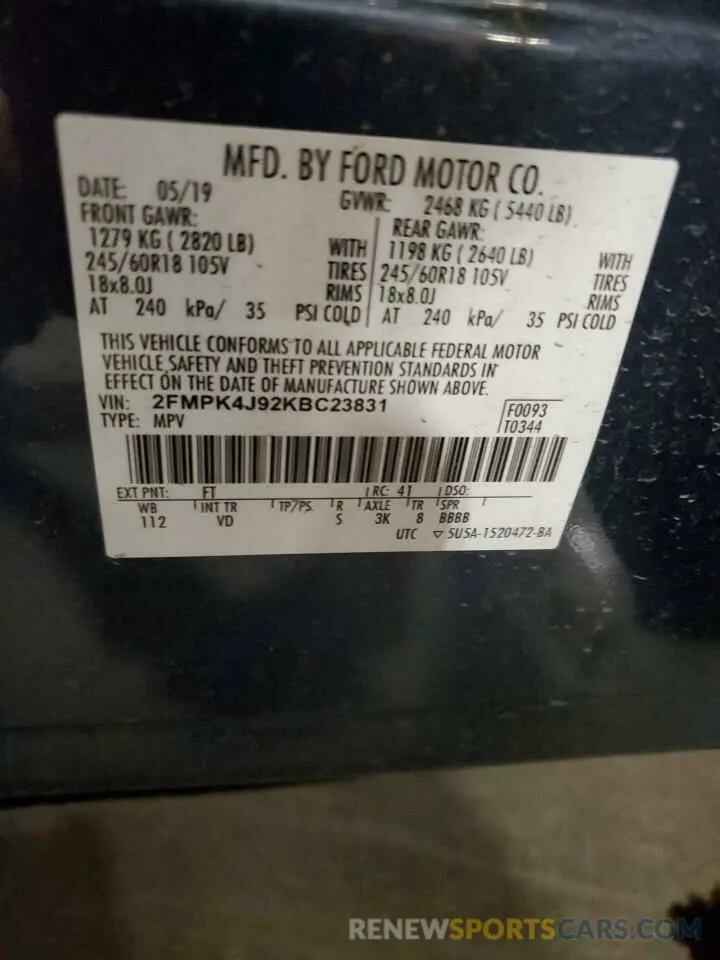 MFD. BY FORD MOTOR CO.
DATE: 05/19 GVWR: 2468 KG ( 5440 LB)
FRONT GAWR: REAR GAWR:
1279 KG ( 2820 LB) WITH 1198 KG ( 2640 LB) WITH
245/60R18 105V TIRES 245/60R18 105V TIRES
18x8.0J RIMS 18x8.0J RIMS
AT 240 kPa/ 35 PSI COLD AT 240 kPa/ 35 PSI COLD
THIS VEHICLE CONFORMS TO ALL APPLICABLE FEDERAL MOTOR
VEHICLE SAFETY AND THEFT PREVENTION STANDARDS IN
EFFECT ON THE DATE OF MANUFACTURE SHOWN ABOVE.
VIN: 2FMPK4J92KBC23831 F0093
TYPE: MPV T0344
EXT PNT: FT RC: 41 DSO:
WB INT TR TP/PS R AXLE TR SPR
112 VD S 3K 8 BBBB
UTC ▽ 5U5A-1520472-BA
RENEWSPORTSCARS.COM